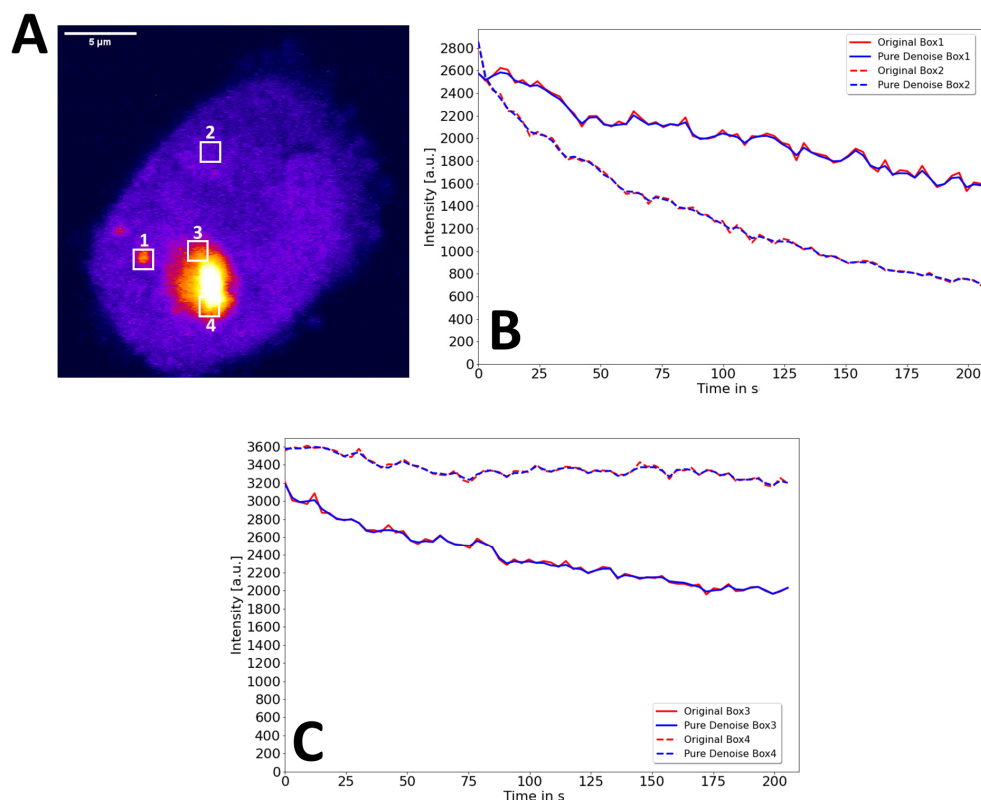 A
5 µm
2
1
3
4
Intensity [a.u.]
2800
2600
2400
2200
2000
1800
1600
1400
1200
1000
800
600
400
200
0
Original Box1
Pure Denoise Box1
Original Box2
Pure Denoise Box2
B
0 25 50 75 100 125 150 175 200
Time in s
Intensity [a.u.]
3600
3400
3200
3000
2800
2600
2400
2200
2000
1800
1600
1400
1200
1000
800
600
400
200
0
Original Box3
Pure Denoise Box3
Original Box4
Pure Denoise Box4
C
0 25 50 75 100 125 150 175 200
Time in s